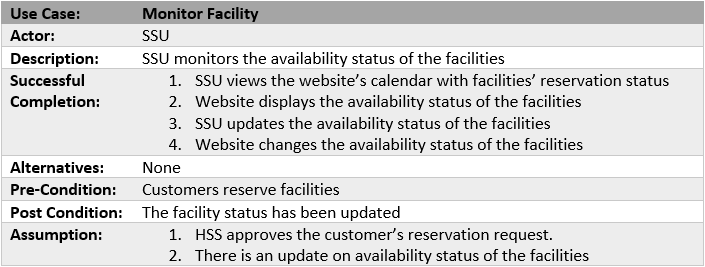 Use Case: Monitor Facility
Actor: SSU
Description: SSU monitors the availability status of the facilities
Successful 1. SSU views the website’s calendar with facilities’ reservation status
Completion: 2. Website displays the availability status of the facilities
3. SSU updates the availability status of the facilities
4. Website changes the availability status of the facilities
Alternatives: None
Pre-Condition: Customers reserve facilities
Post Condition: The facility status has been updated
Assumption: 1. HSS approves the customer’s reservation request.
2. There is an update on availability status of the facilities